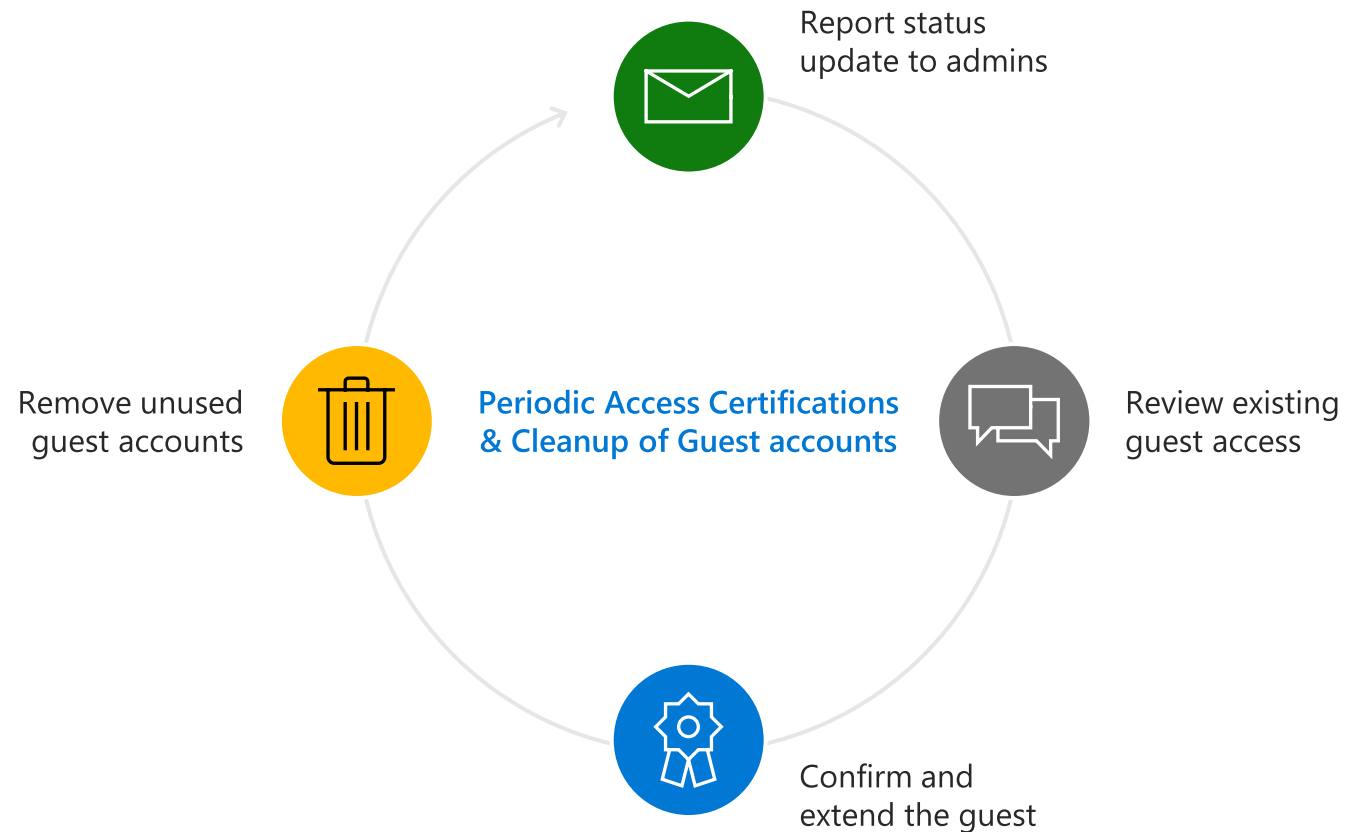 Report status
update to admins
Remove unused
guest accounts
Periodic Access Certifications
& Cleanup of Guest accounts
Review existing
guest access
Confirm and
extend the guest